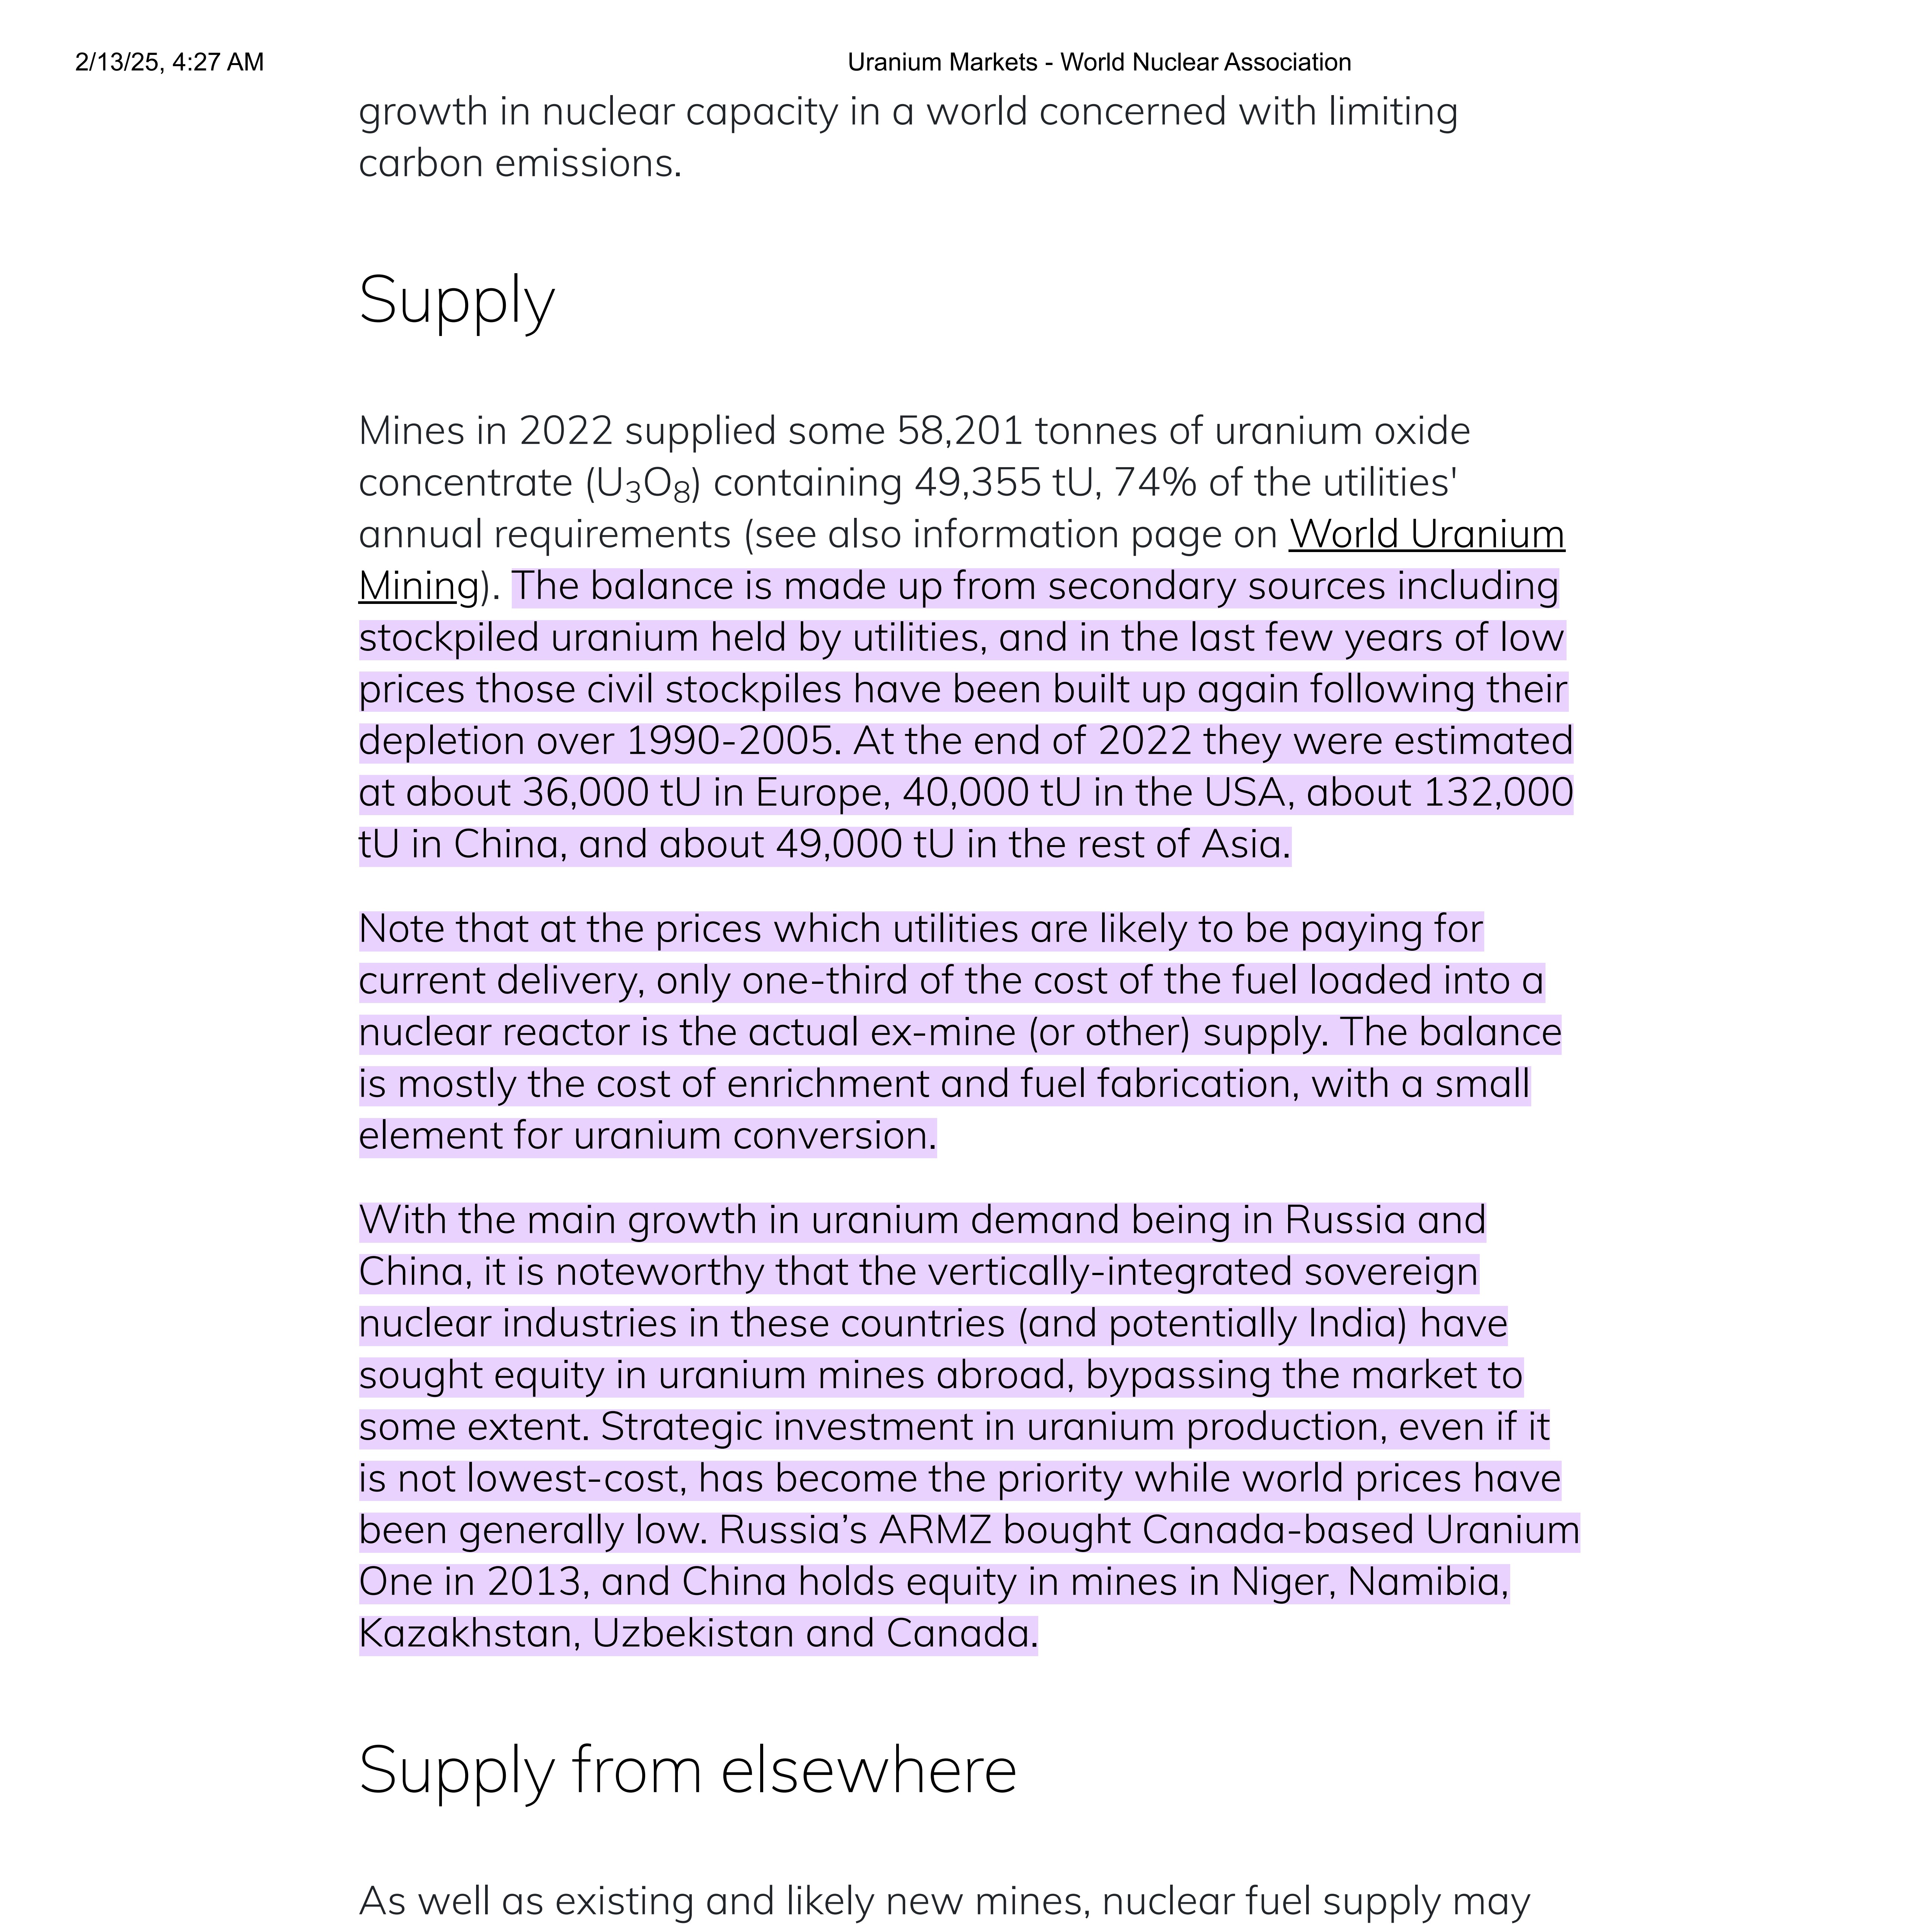 2/13/25, 4:27 AM
Uranium Markets - World Nuclear Association
growth in nuclear capacity in a world concerned with limiting
carbon emissions.
Supply
Mines in 2022 supplied some 58,201 tonnes of uranium oxide
concentrate (U₃O₈) containing 49,355 tU, 74% of the utilities'
annual requirements (see also information page on World Uranium
Mining). The balance is made up from secondary sources including
stockpiled uranium held by utilities, and in the last few years of low
prices those civil stockpiles have been built up again following their
depletion over 1990-2005. At the end of 2022 they were estimated
at about 36,000 tU in Europe, 40,000 tU in the USA, about 132,000
tU in China, and about 49,000 tU in the rest of Asia.
Note that at the prices which utilities are likely to be paying for
current delivery, only one-third of the cost of the fuel loaded into a
nuclear reactor is the actual ex-mine (or other) supply. The balance
is mostly the cost of enrichment and fuel fabrication, with a small
element for uranium conversion.
With the main growth in uranium demand being in Russia and
China, it is noteworthy that the vertically-integrated sovereign
nuclear industries in these countries (and potentially India) have
sought equity in uranium mines abroad, bypassing the market to
some extent. Strategic investment in uranium production, even if it
is not lowest-cost, has become the priority while world prices have
been generally low. Russia’s ARMZ bought Canada-based Uranium
One in 2013, and China holds equity in mines in Niger, Namibia,
Kazakhstan, Uzbekistan and Canada.
Supply from elsewhere
As well as existing and likely new mines, nuclear fuel supply may